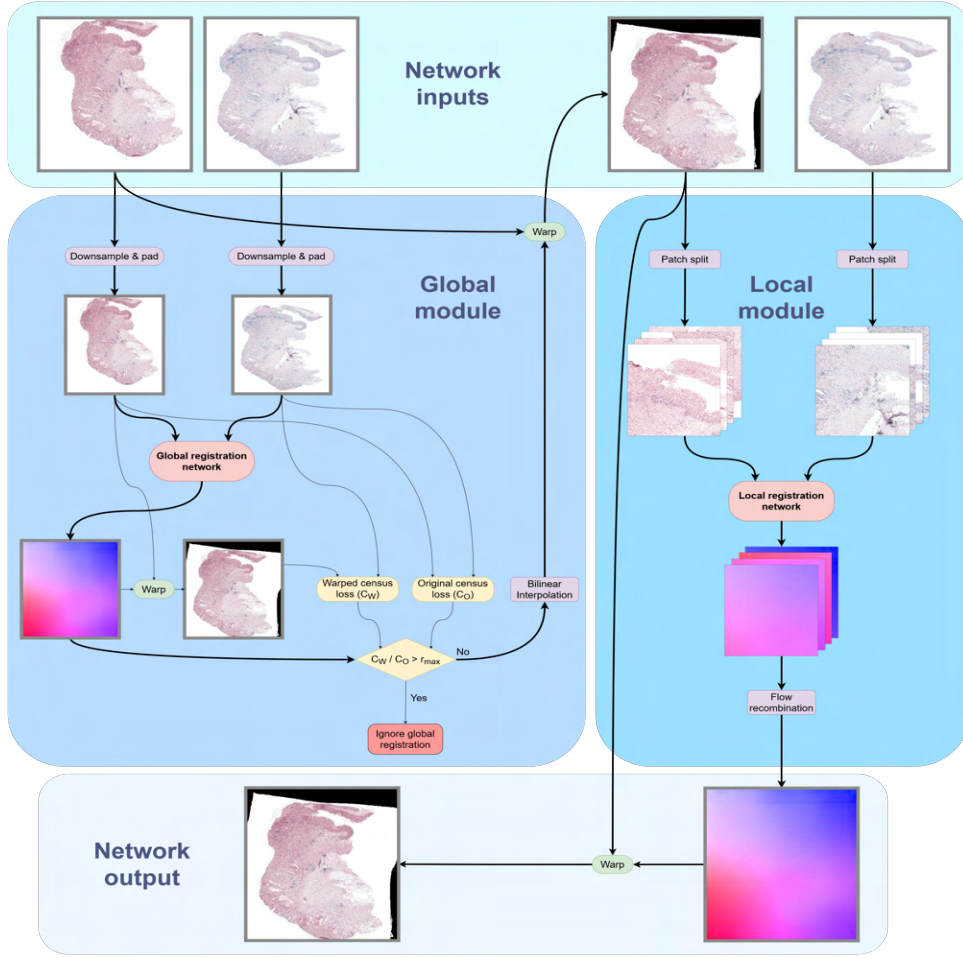 Network
inputs
Warp
Downsample & pad
Downsample & pad
Patch split
Patch split
Global
module
Local
module
Global registration
network
Local registration
network
Warp
Warped census
loss (C_W)
Original census
loss (C_O)
Bilinear
Interpolation
C_W / C_O > r_max
No
Yes
Ignore global
registration
Flow
recombination
Network
output
Warp